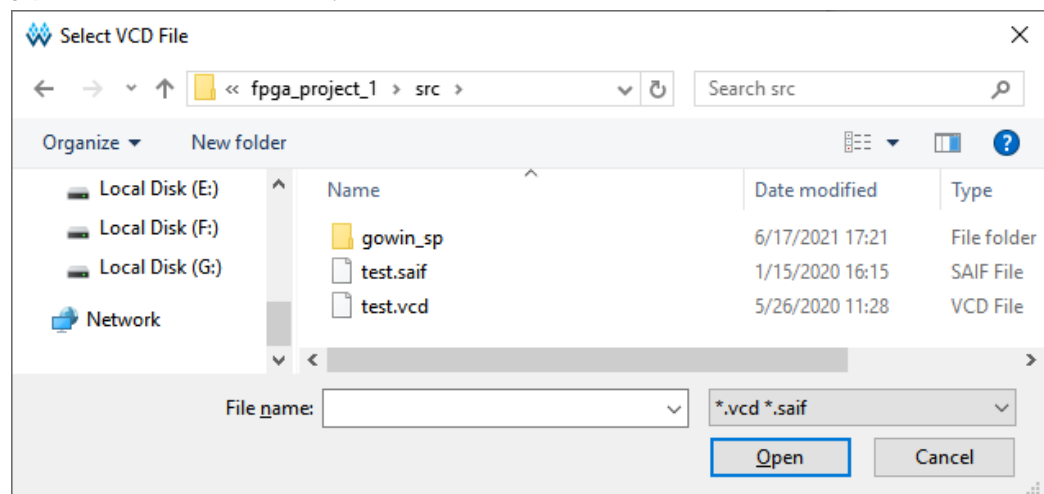 Select VCD File
« fpga_project_1 › src ›
Search src
Organize
New folder
Name
Date modified
Type
Local Disk (E:)
Local Disk (F:)
Local Disk (G:)
Network
gowin_sp
6/17/2021 17:21
File folder
test.saif
1/15/2020 16:15
SAIF File
test.vcd
5/26/2020 11:28
VCD File
File name:
*.vcd *.saif
Open
Cancel